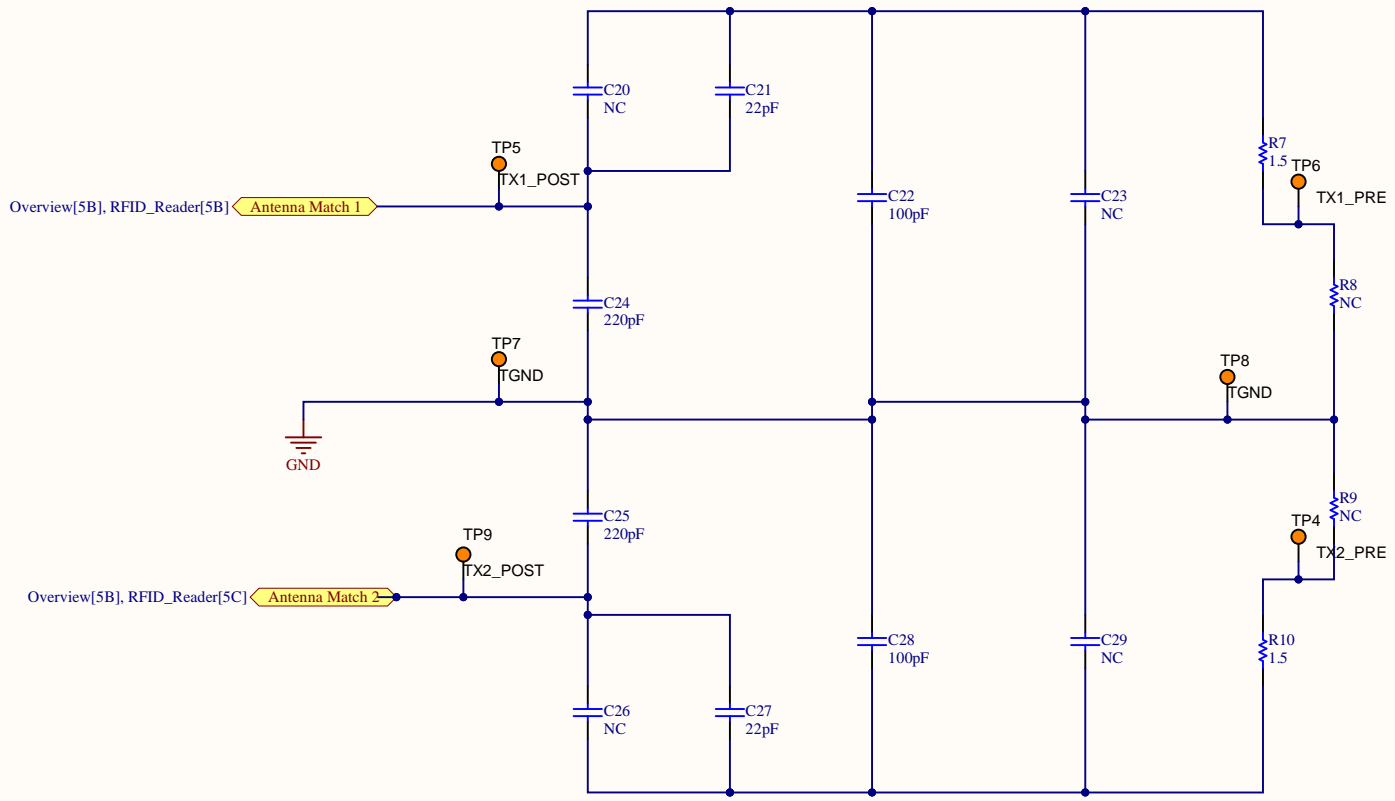 C20
NC
C21
22pF
TP5
TX1_POST
R7
1.5
TP6
TX1_PRE
Overview[5B], RFID_Reader[5B]
Antenna Match 1
C22
100pF
C23
NC
R8
NC
C24
220pF
TP7
TGND
TP8
TGND
GND
R9
NC
C25
220pF
TP4
TX2_PRE
TP9
TX2_POST
Overview[5B], RFID_Reader[5C]
Antenna Match 2
C28
100pF
C29
NC
R10
1.5
C26
NC
C27
22pF